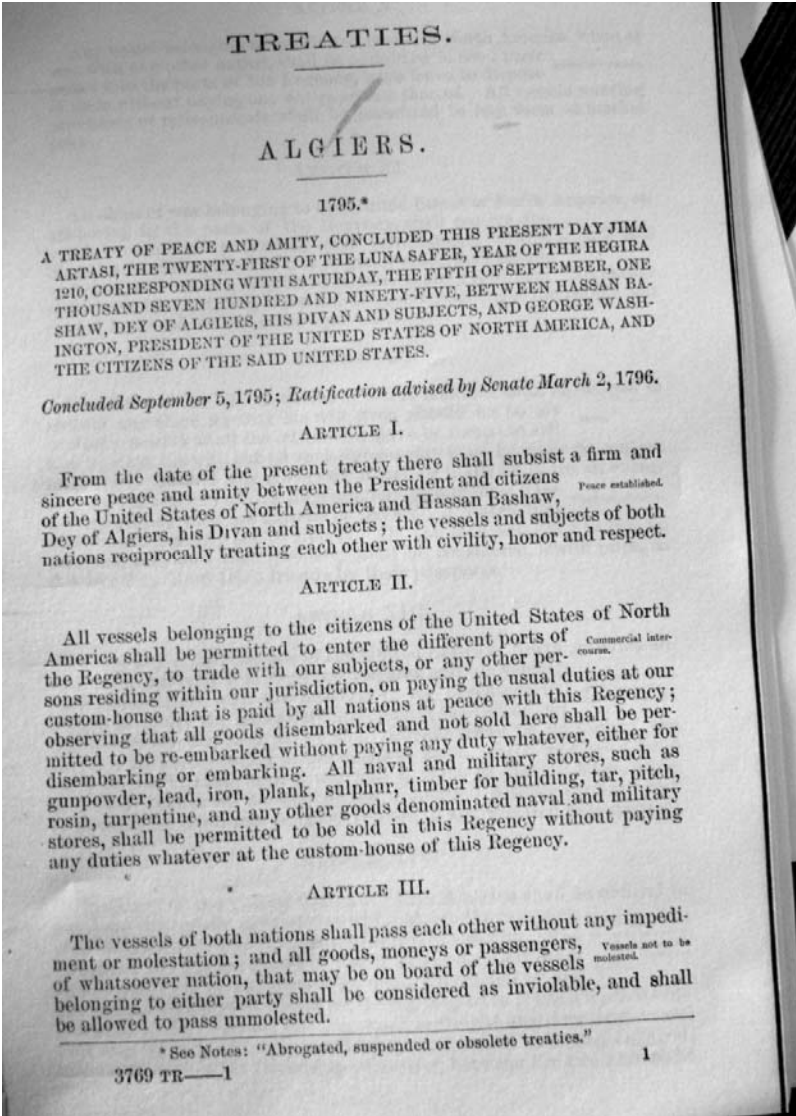 TREATIES.
ALGIERS.
1795.*
A TREATY OF PEACE AND AMITY, CONCLUDED THIS PRESENT DAY JIMA
ARTASI, THE TWENTY-FIRST OF THE LUNA SAFER, YEAR OF THE HEGIRA
1210, CORRESPONDING WITH SATURDAY, THE FIFTH OF SEPTEMBER, ONE
THOUSAND SEVEN HUNDRED AND NINETY-FIVE, BETWEEN HASSAN BA-
SHAW, DEY OF ALGIERS, HIS DIVAN AND SUBJECTS, AND GEORGE WASH-
INGTON, PRESIDENT OF THE UNITED STATES OF NORTH AMERICA, AND
THE CITIZENS OF THE SAID UNITED STATES.
Concluded September 5, 1795; Ratification advised by Senate March 2, 1796.
ARTICLE I.
From the date of the present treaty there shall subsist a firm and
sincere peace and amity between the President and citizens
Peace established.
of the United States of North America and Hassan Bashaw,
Dey of Algiers, his Divan and subjects; the vessels and subjects of both
nations reciprocally treating each other with civility, honor and respect.
ARTICLE II.
All vessels belonging to the citizens of the United States of North
America shall be permitted to enter the different ports of
Commercial inter-
the Regency, to trade with our subjects, or any other per-
course.
sons residing within our jurisdiction, on paying the usual duties at our
custom-house that is paid by all nations at peace with this Regency;
observing that all goods disembarked and not sold here shall be per-
mitted to be re-embarked without paying any duty whatever, either for
disembarking or embarking. All naval and military stores, such as
gunpowder, lead, iron, plank, sulphur, timber for building, tar, pitch,
rosin, turpentine, and any other goods denominated naval and military
stores, shall be permitted to be sold in this Regency without paying
any duties whatever at the custom-house of this Regency.
ARTICLE III.
The vessels of both nations shall pass each other without any impedi-
ment or molestation; and all goods, moneys or passengers,
Vessels not to be
of whatsoever nation, that may be on board of the vessels
molested.
belonging to either party shall be considered as inviolable, and shall
be allowed to pass unmolested.
* See Notes: "Abrogated, suspended or obsolete treaties."
3769 TR——1
1